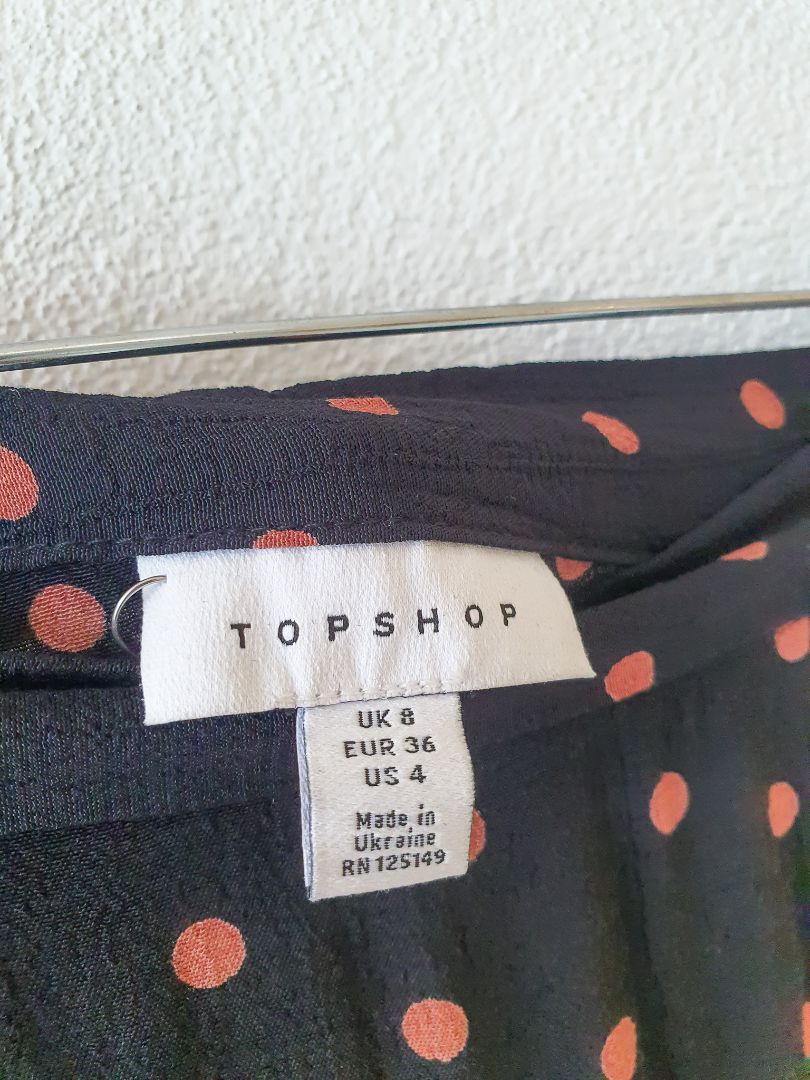 TOPSHOP
UK 8
EUR 36
US 4
Made in
Ukraine
RN 125149